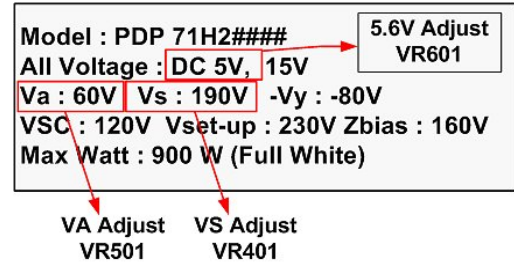 Model : PDP 71H2####
5.6V Adjust
VR601
All Voltage : DC 5V, 15V
Va : 60V Vs : 190V -Vy : -80V
VSC : 120V Vset-up : 230V Zbias : 160V
Max Watt : 900 W (Full White)
VA Adjust
VR501
VS Adjust
VR401